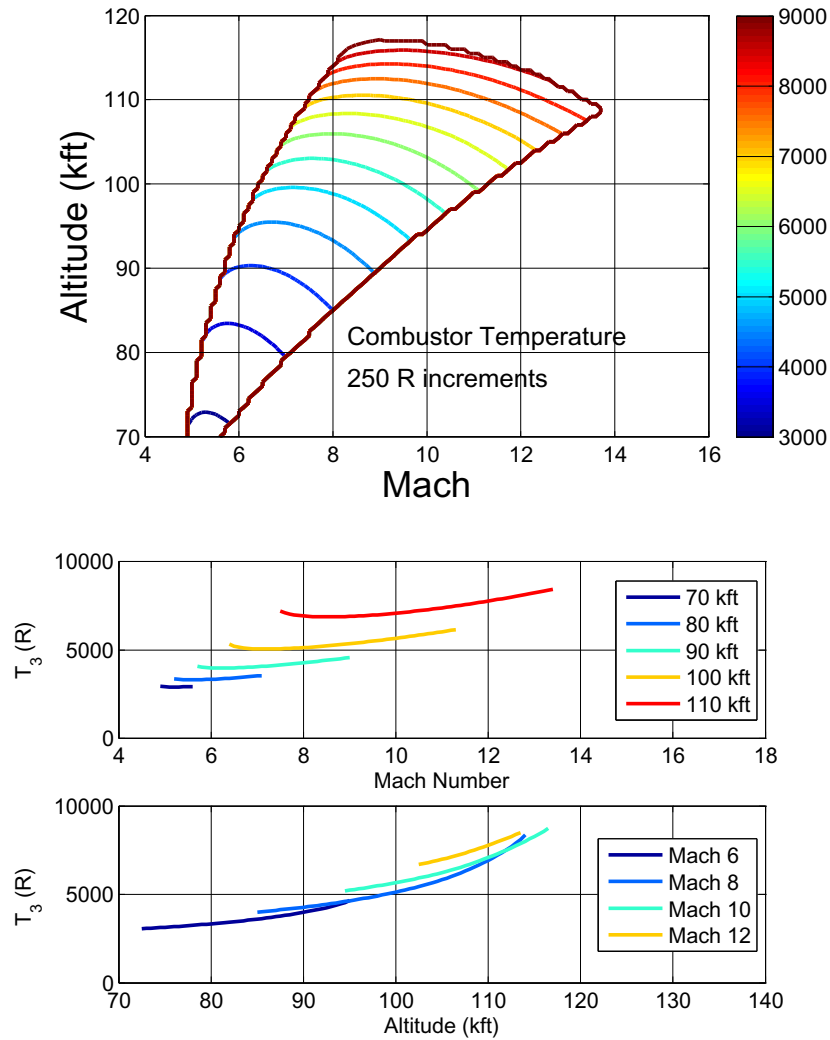 120
110
100
90
80
70
Altitude (kft)
4 6 8 10 12 14 16
Mach
Combustor Temperature
250 R increments
9000
8000
7000
6000
5000
4000
3000
10000
5000
0
T3 (R)
4 6 8 10 12 14 16 18
Mach Number
70 kft
80 kft
90 kft
100 kft
110 kft
10000
5000
0
T3 (R)
70 80 90 100 110 120 130 140
Altitude (kft)
Mach 6
Mach 8
Mach 10
Mach 12